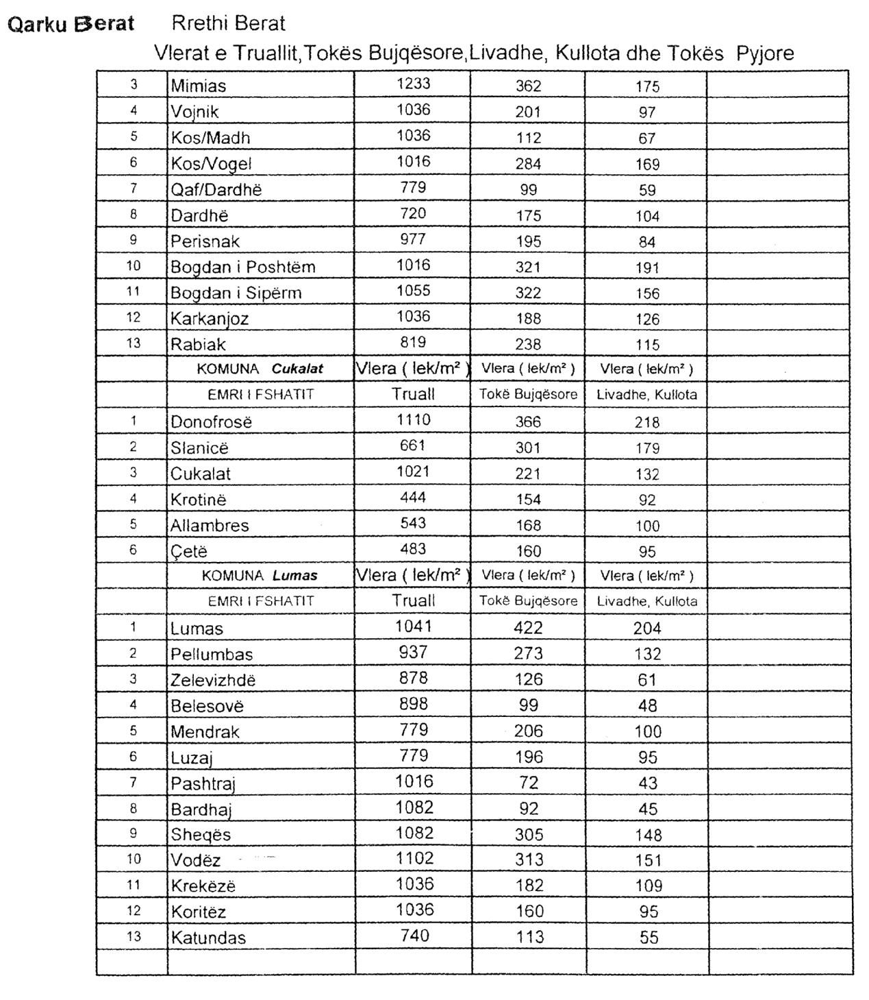 Qarku Berat Rrethi Berat
Vlerat e Truallit,Tokës Bujqësore,Livadhe, Kullota dhe Tokës Pyjore
3 Mimias 1233 362 175
4 Vojnik 1036 201 97
5 Kos/Madh 1036 112 67
6 Kos/Vogel 1016 284 169
7 Qaf/Dardhë 779 99 59
8 Dardhë 720 175 104
9 Perisnak 977 195 84
10 Bogdan i Poshtëm 1016 321 191
11 Bogdan i Sipërm 1055 322 156
12 Karkanjoz 1036 188 126
13 Rabiak 819 238 115
KOMUNA Cukalat Vlera ( lek/m² ) Vlera ( lek/m² ) Vlera ( lek/m² )
EMRI I FSHATIT Truall Tokë Bujqësore Livadhe, Kullota
1 Donofrosë 1110 366 218
2 Slanicë 661 301 179
3 Cukalat 1021 221 132
4 Krotinë 444 154 92
5 Allambres 543 168 100
6 Çetë 483 160 95
KOMUNA Lumas Vlera ( lek/m² ) Vlera ( lek/m² ) Vlera ( lek/m² )
EMRI I FSHATIT Truall Tokë Bujqësore Livadhe, Kullota
1 Lumas 1041 422 204
2 Pellumbas 937 273 132
3 Zelevizhdë 878 126 61
4 Belesovë 898 99 48
5 Mendrak 779 206 100
6 Luzaj 779 196 95
7 Pashtraj 1016 72 43
8 Bardhaj 1082 92 45
9 Sheqës 1082 305 148
10 Vodëz 1102 313 151
11 Krekëzë 1036 182 109
12 Koritëz 1036 160 95
13 Katundas 740 113 55